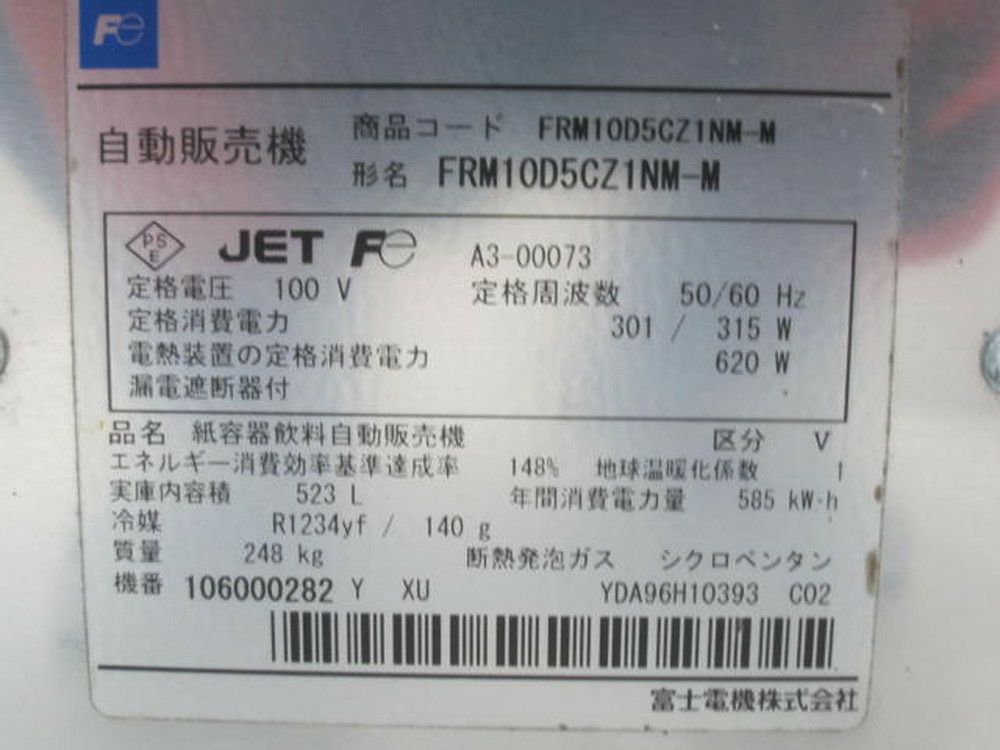 Fe
自動販売機
商品コード FRM10D5CZ1NM-M
形名 FRM10D5CZ1NM-M
PSE JET Fe A3-00073
定格電圧 100 V 定格周波数 50/60 Hz
定格消費電力 301 / 315 W
電熱装置の定格消費電力 620 W
漏電遮断器付
品名 紙容器飲料自動販売機 区分 V
エネルギー消費効率基準達成率 148% 地球温暖化係数 1
実庫内容積 523 L 年間消費電力量 585 kW·h
冷媒 R1234yf / 140 g
質量 248 kg 断熱発泡ガス シクロペンタン
機番 106000282 Y XU YDA96H10393 C02
富士電機株式会社